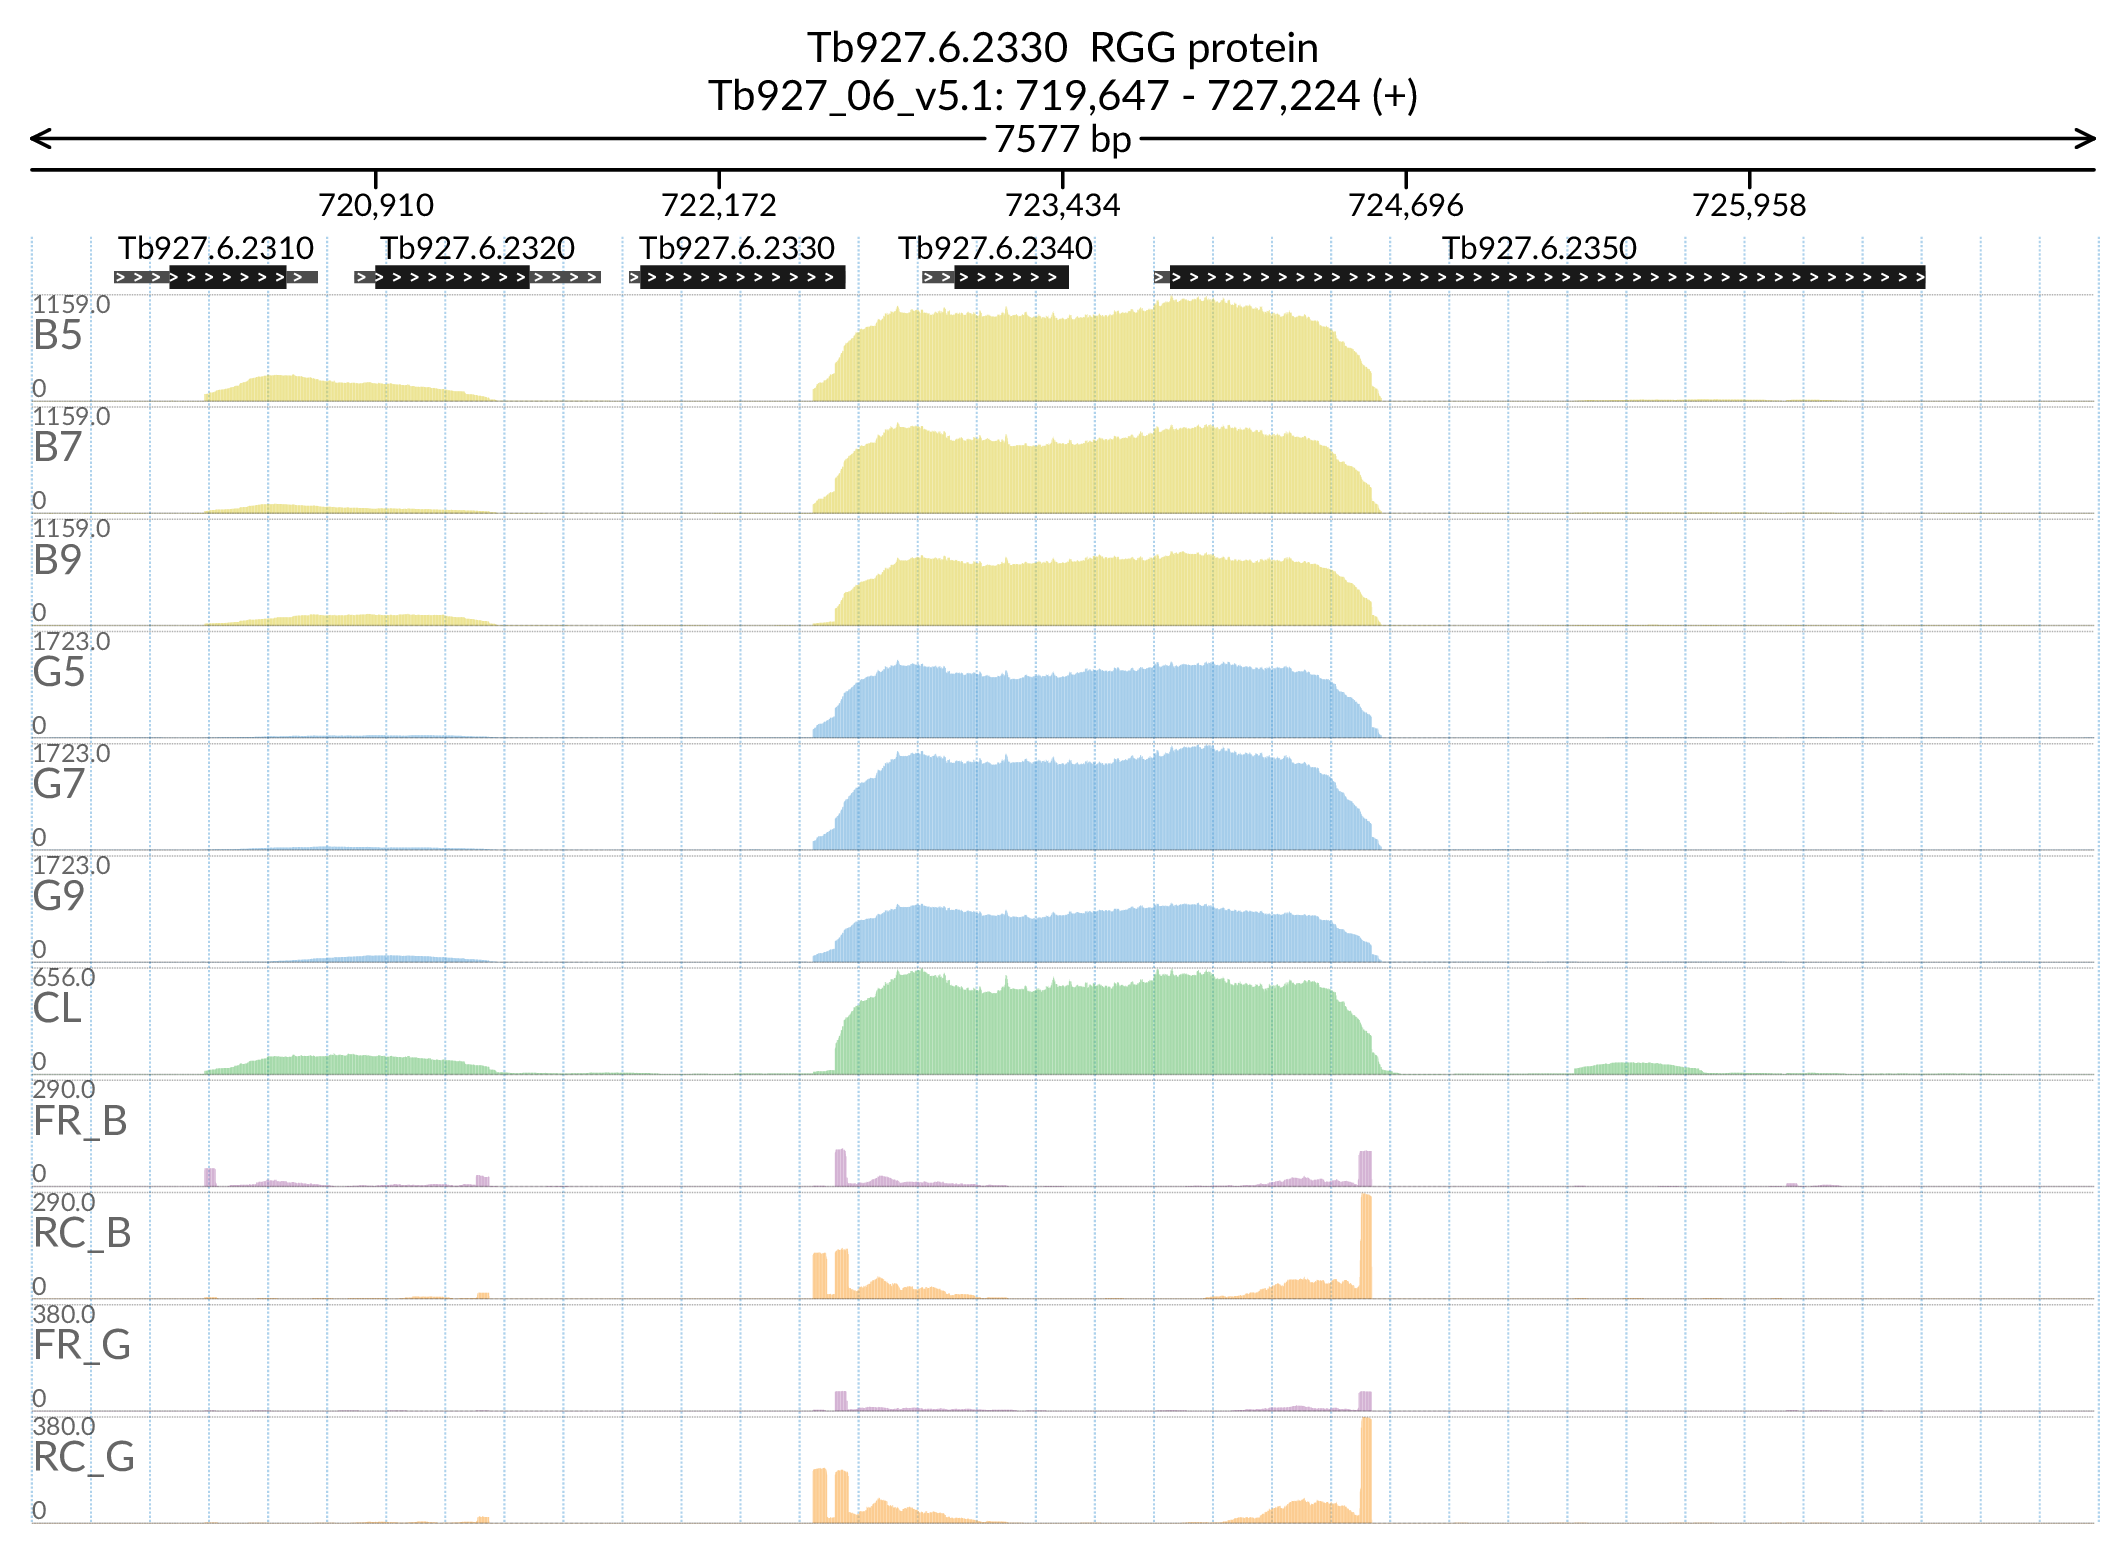 Tb927.6.2330  RGG protein
Tb927_06_v5.1: 719,647 - 727,224 (+)
7577 bp
720,910 722,172 723,434 724,696 725,958
Tb927.6.2310 Tb927.6.2320 Tb927.6.2330 Tb927.6.2340 Tb927.6.2350
1159.0
B5
0
1159.0
B7
0
1159.0
B9
0
1723.0
G5
0
1723.0
G7
0
1723.0
G9
0
656.0
CL
0
290.0
FR_B
0
290.0
RC_B
0
380.0
FR_G
0
380.0
RC_G
0